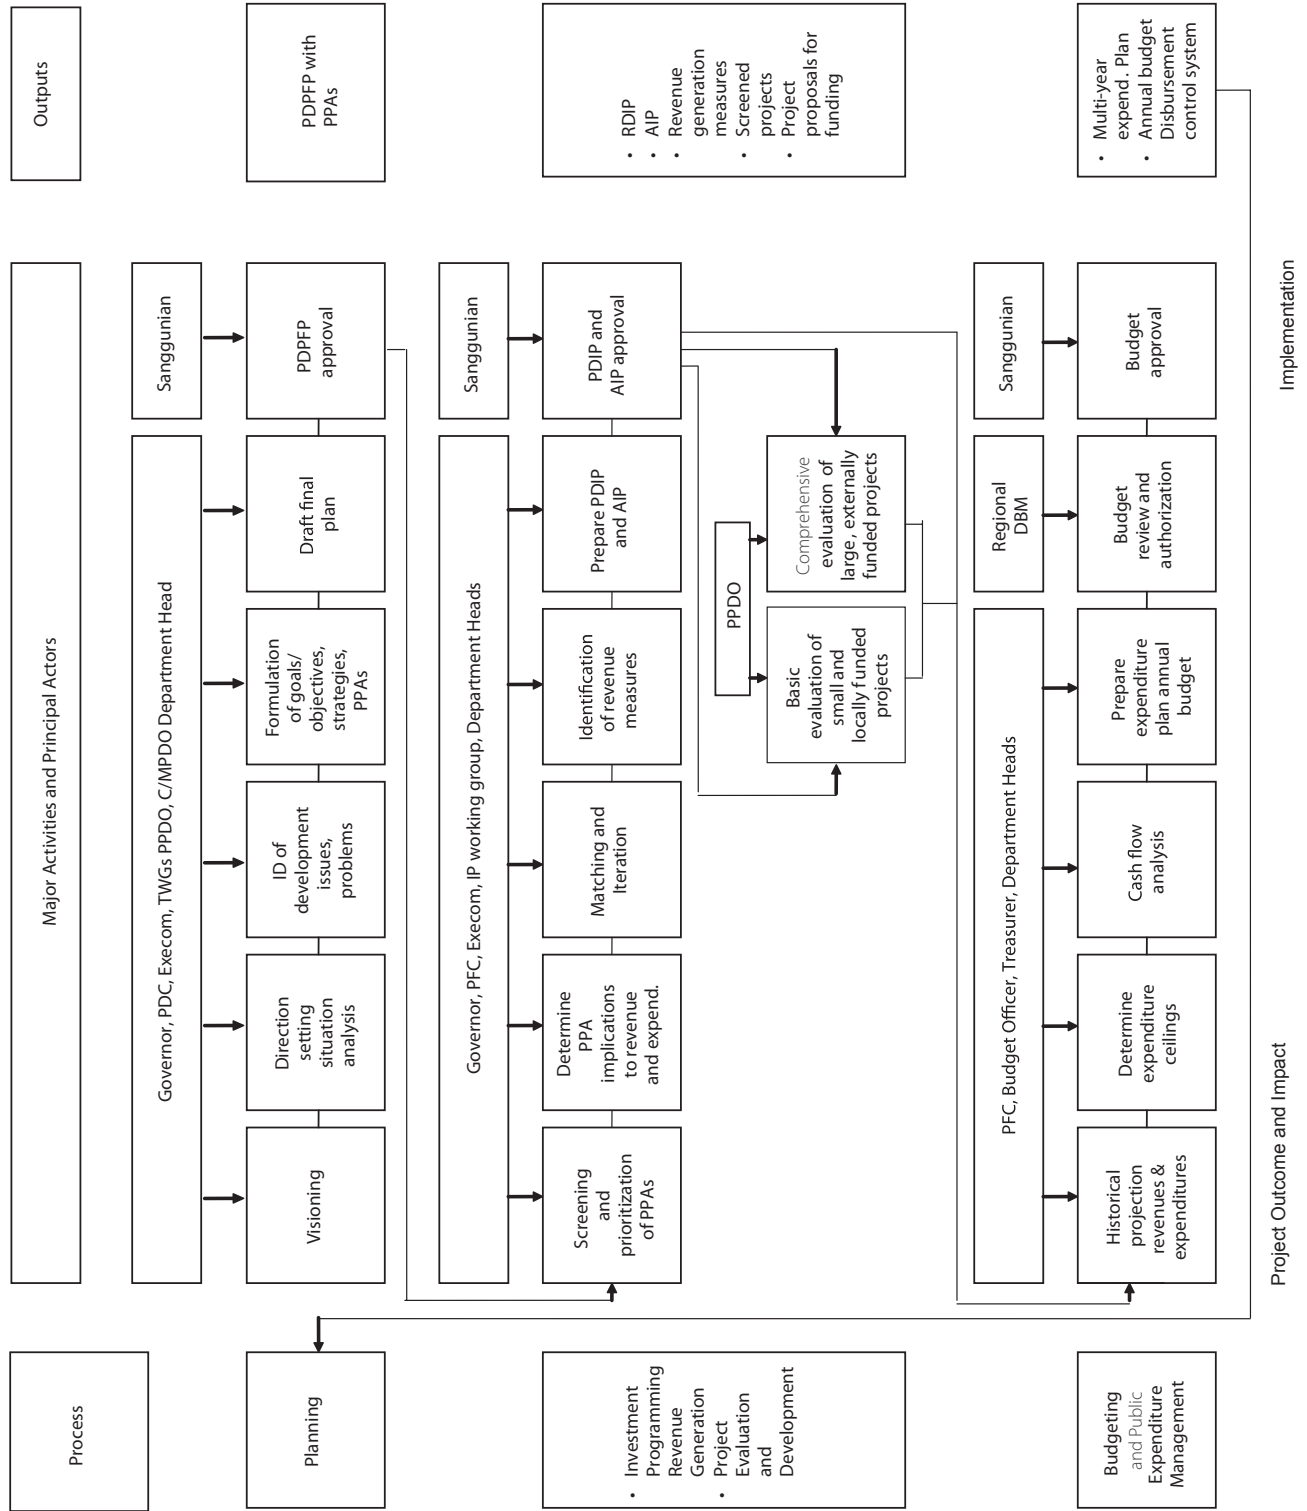 Process
Major Activities and Principal Actors
Outputs
Governor, PDC, Execom, TWGs PPDO, C/MPDO Department Head
Sanggunian
Planning
Visioning
Direction
setting
situation
analysis
ID of
development
issues,
problems
Formulation
of goals/
objectives,
strategies,
PPAs
Draft final
plan
PDPFP
approval
PDPFP with
PPAs
Governor, PFC, Execom, IP working group, Department Heads
Sanggunian
• Investment
Programming
Revenue
Generation
• Project
Evaluation
and
Development
Screening
and
prioritization
of PPAs
Determine
PPA
implications
to revenue
and expend.
Matching and
Iteration
Identification
of revenue
measures
Prepare PDIP
and AIP
PDIP and
AIP approval
• RDIP
• AIP
• Revenue
generation
measures
• Screened
projects
• Project
proposals for
funding
PPDO
Basic
evaluation of
small and
locally funded
projects
Comprehensive
evaluation of
large, externally
funded projects
PFC, Budget Officer, Treasurer, Department Heads
Regional
DBM
Sanggunian
Budgeting
and Public
Expenditure
Management
Historical
projection
revenues &
expenditures
Determine
expenditure
ceilings
Cash flow
analysis
Prepare
expenditure
plan annual
budget
Budget
review and
authorization
Budget
approval
• Multi-year
expend. Plan
• Annual budget
Disbursement
control system
Project Outcome and Impact
Implementation